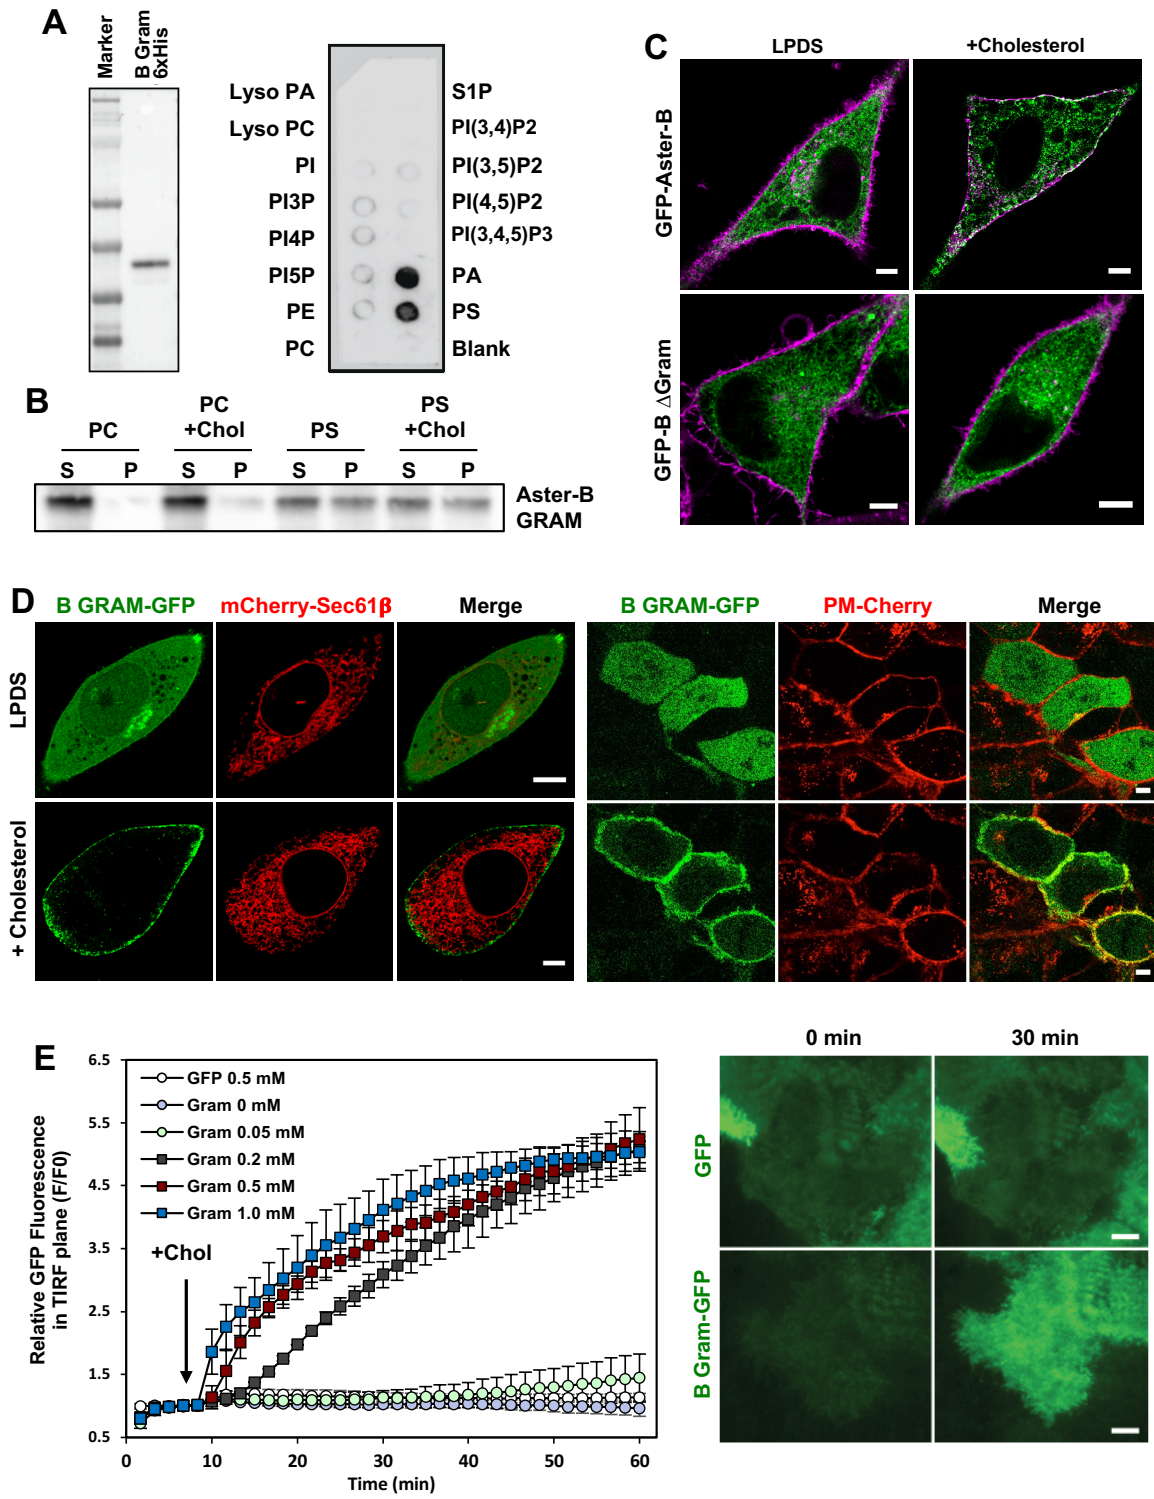 A
Marker
B Gram
6xHis
Lyso PA
Lyso PC
PI
PI3P
PI4P
PI5P
PE
PC
S1P
PI(3,4)P2
PI(3,5)P2
PI(4,5)P2
PI(3,4,5)P3
PA
PS
Blank
B
PC
PC
+Chol
PS
PS
+Chol
S P S P S P S P
Aster-B
GRAM
C
LPDS
+Cholesterol
GFP-Aster-B
GFP-B ΔGram
D
B GRAM-GFP
mCherry-Sec61β
Merge
B GRAM-GFP
PM-Cherry
Merge
LPDS
+ Cholesterol
E
6.5
5.5
4.5
3.5
2.5
1.5
0.5
Relative GFP Fluorescence
in TIRF plane (F/F0)
GFP 0.5 mM
Gram 0 mM
Gram 0.05 mM
Gram 0.2 mM
Gram 0.5 mM
Gram 1.0 mM
+Chol
0 10 20 30 40 50 60
Time (min)
0 min
30 min
GFP
B Gram-GFP